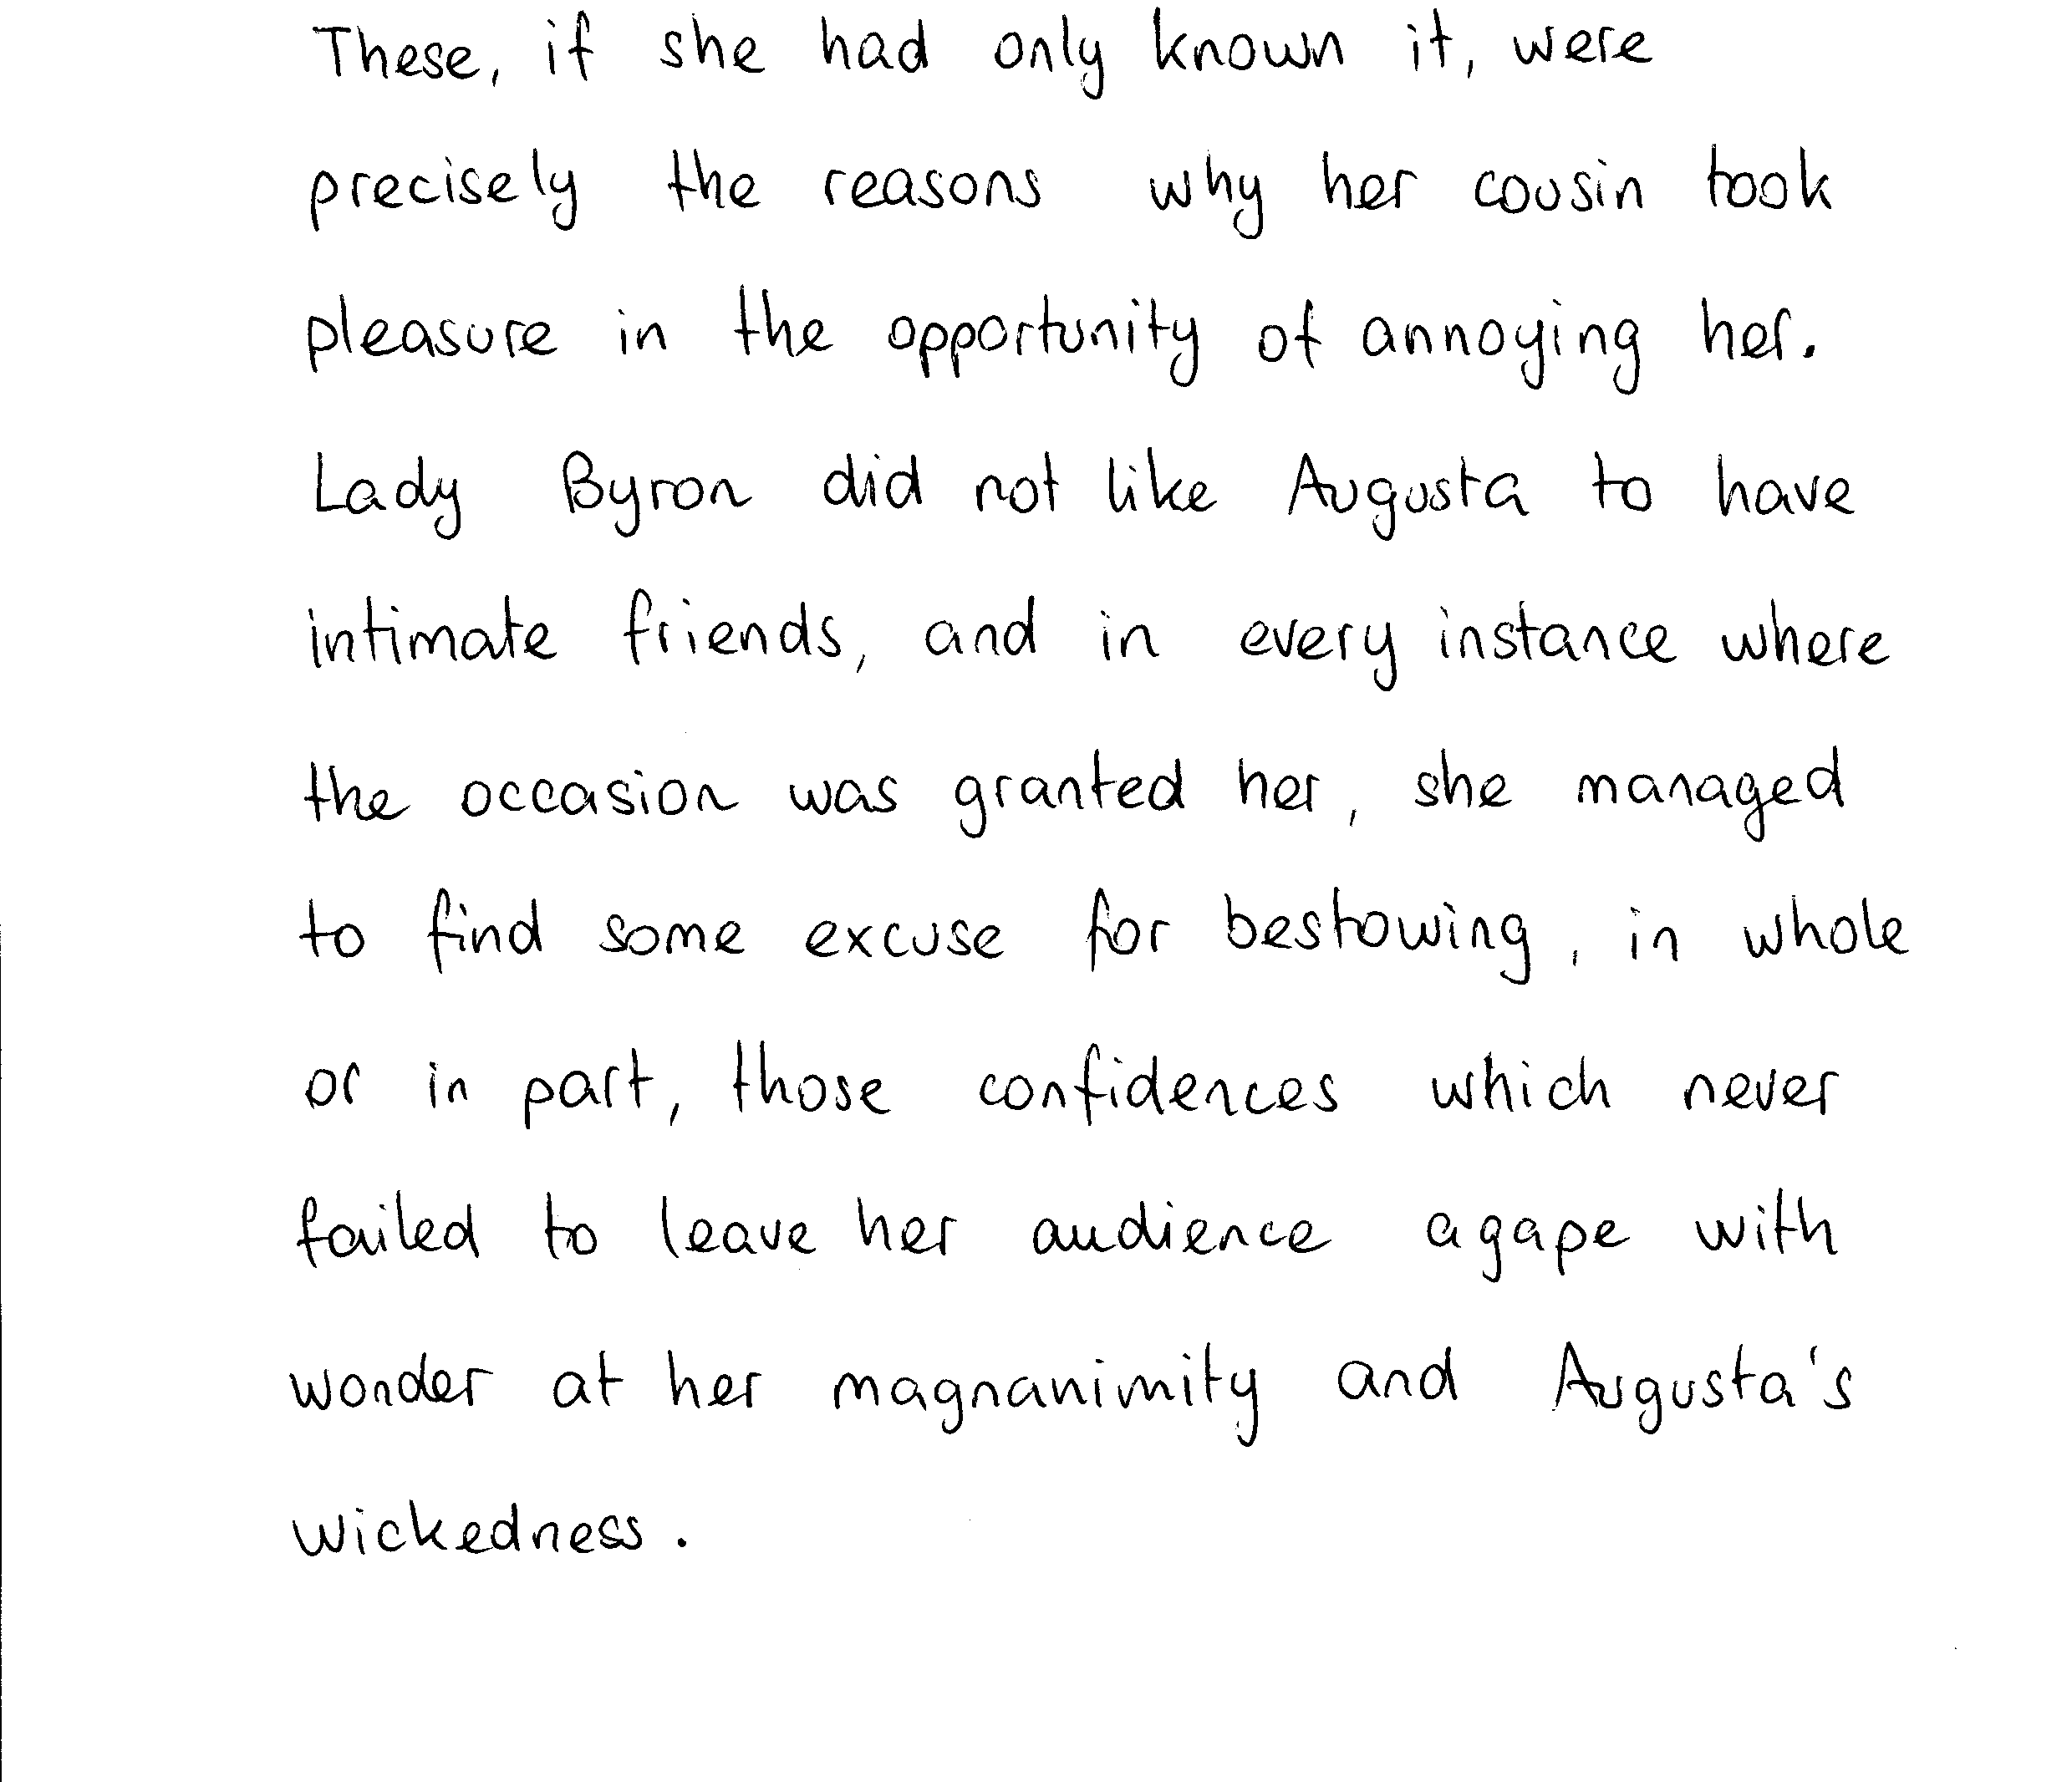 These, if she had only known it, were
precisely the reasons why her cousin took
pleasure in the opportunity of annoying her.
Lady Byron did not like Augusta to have
intimate friends, and in every instance where
the occasion was granted her, she managed
to find some excuse for bestowing, in whole
or in part, those confidences which never
failed to leave her audience agape with
wonder at her magnanimity and Augusta's
wickedness.